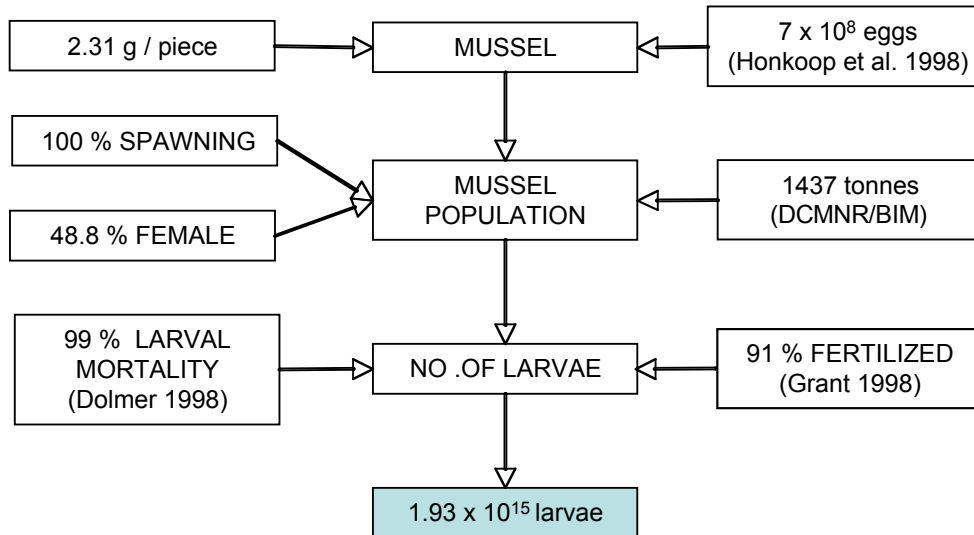 2.31 g / piece
MUSSEL
7 x 10⁸ eggs
(Honkoop et al. 1998)
100 % SPAWNING
48.8 % FEMALE
MUSSEL
POPULATION
1437 tonnes
(DCMNR/BIM)
99 %  LARVAL
MORTALITY
(Dolmer 1998)
NO .OF LARVAE
91 % FERTILIZED
(Grant 1998)
1.93 x 10¹⁵ larvae